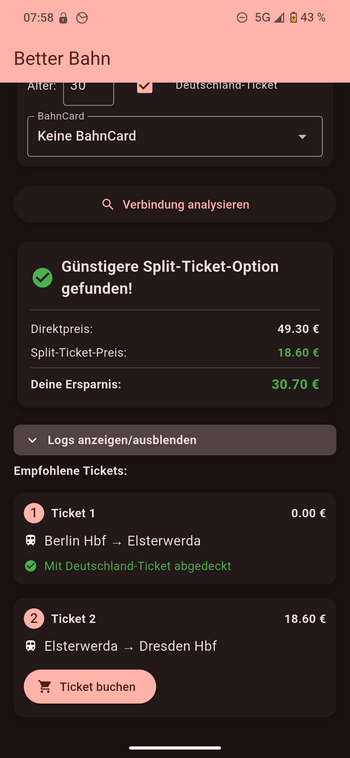 07:58
5G
43 %
Better Bahn
Alter:
30
Deutschland-Ticket
BahnCard
Keine BahnCard
Verbindung analysieren
Günstigere Split-Ticket-Option
gefunden!
Direktpreis: 49.30 €
Split-Ticket-Preis: 18.60 €
Deine Ersparnis: 30.70 €
Logs anzeigen/ausblenden
Empfohlene Tickets:
1 Ticket 1 0.00 €
Berlin Hbf → Elsterwerda
Mit Deutschland-Ticket abgedeckt
2 Ticket 2 18.60 €
Elsterwerda → Dresden Hbf
Ticket buchen